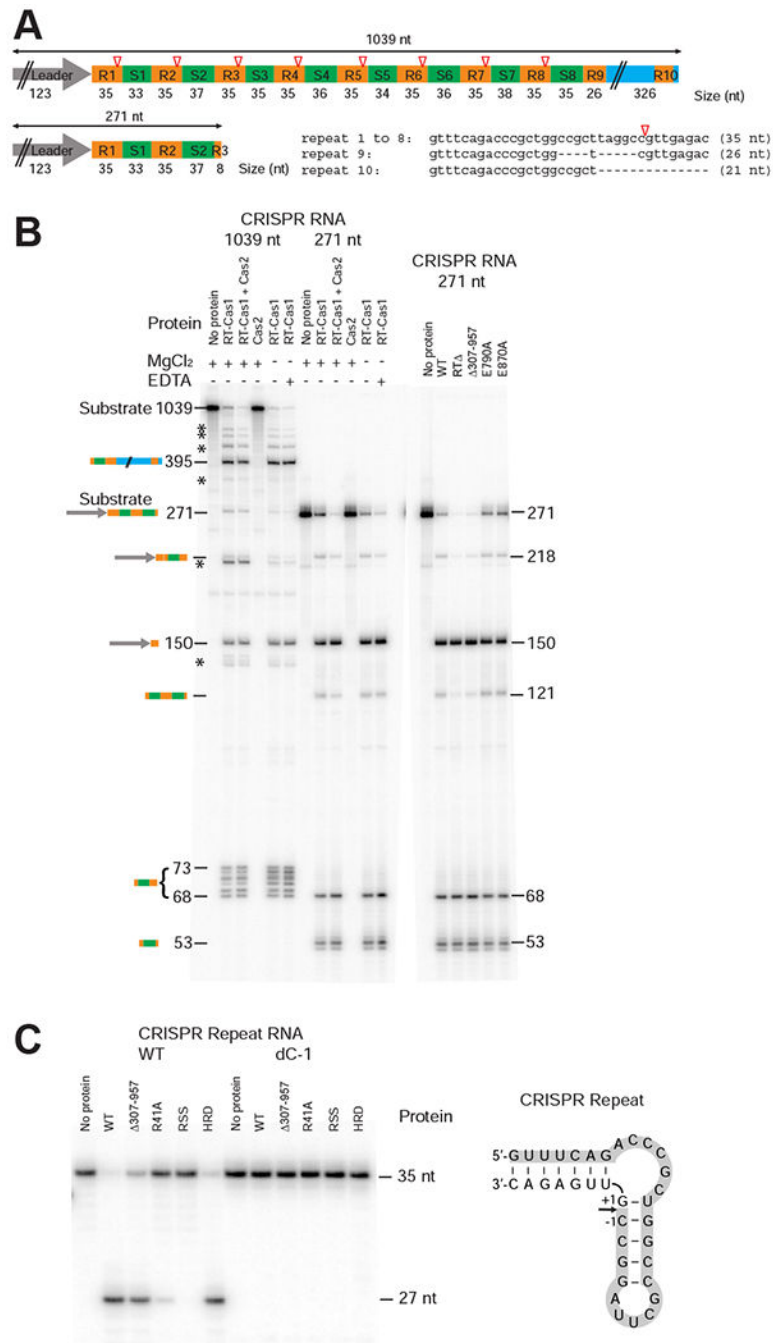 A
1039 nt
Leader R1 S1 R2 S2 R3 S3 R4 S4 R5 S5 R6 S6 R7 S7 R8 S8 R9 R10
123 35 33 35 37 35 35 35 36 35 34 35 36 35 38 35 35 26 326 Size (nt)
271 nt
Leader R1 S1 R2 S2 R3
123 35 33 35 37 8 Size (nt)
repeat 1 to 8: gtttcagacccgctggccgcttaggccgttgagac (35 nt)
repeat 9: gtttcagacccgctgg----t-----cgttgagac (26 nt)
repeat 10: gtttcagacccgctggccgct-------------- (21 nt)
B
CRISPR RNA
1039 nt 271 nt
CRISPR RNA
271 nt
Protein No protein RT-Cas1 RT-Cas1 + Cas2 Cas2 RT-Cas1 RT-Cas1 No protein RT-Cas1 RT-Cas1 + Cas2 Cas2 RT-Cas1 RT-Cas1 No protein WT RTΔ Δ307-957 E790A E870A
MgCl₂ + + + + - - + + + + - -
EDTA + +
Substrate 1039
*
*
*
395
*
Substrate
271 271
218
*
150 150
*
121
73
68 68
53 53
C
CRISPR Repeat RNA
WT dC-1
No protein WT Δ307-957 R41A RSS HRD No protein WT Δ307-957 R41A RSS HRD Protein
35 nt
27 nt
CRISPR Repeat
5'-GUUUCAGACCCGCUGGCCGCUUAGGCCG
3'-CAGAGUU
+1
-1